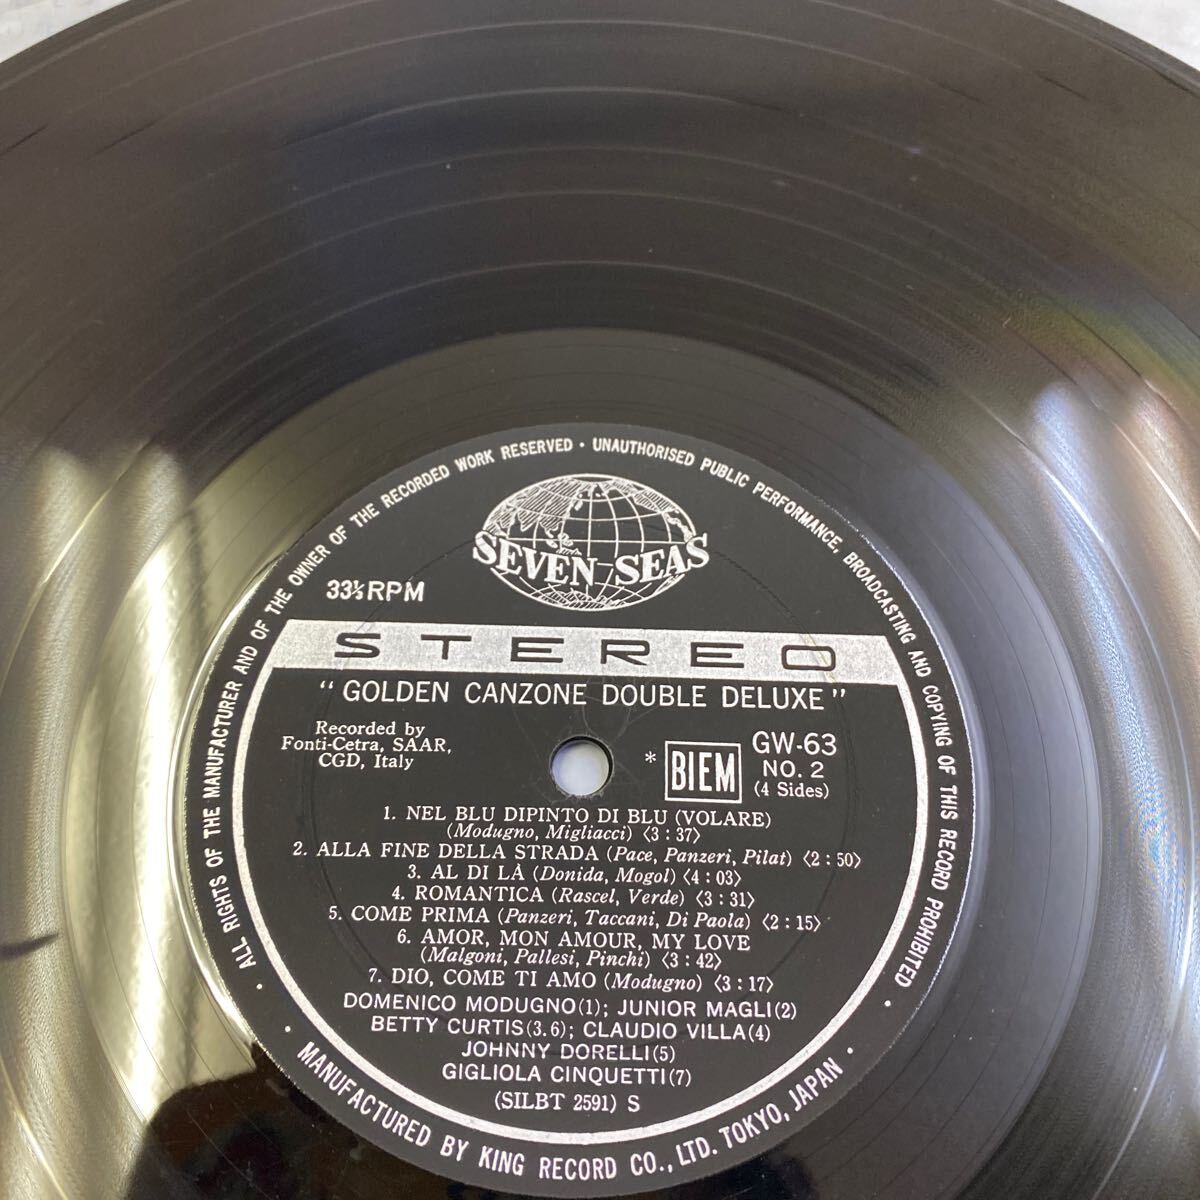 ALL RIGHTS OF THE MANUFACTURER AND OF THE OWNER OF THE RECORDED WORK RESERVED · UNAUTHORISED PUBLIC PERFORMANCE, BROADCASTING AND COPYING OF THIS RECORD PROHIBITED ·
SEVEN SEAS
33⅓RPM
STEREO
"GOLDEN CANZONE DOUBLE DELUXE"
Recorded by
Fonti-Cetra, SAAR,
CGD, Italy
* BIEM
GW-63
NO. 2
(4 Sides)
1. NEL BLU DIPINTO DI BLU (VOLARE)
(Modugno, Migliacci) ⟨3:37⟩
2. ALLA FINE DELLA STRADA (Pace, Panzeri, Pilat) ⟨2:50⟩
3. AL DI LÀ (Donida, Mogol) ⟨4:03⟩
4. ROMANTICA (Rascel, Verde) ⟨3:31⟩
5. COME PRIMA (Panzeri, Taccani, Di Paola) ⟨2:15⟩
6. AMOR, MON AMOUR, MY LOVE
(Malgoni, Pallesi, Pinchi) ⟨3:42⟩
7. DIO, COME TI AMO (Modugno) ⟨3:17⟩
DOMENICO MODUGNO(1); JUNIOR MAGLI(2)
BETTY CURTIS(3.6); CLAUDIO VILLA(4)
JOHNNY DORELLI(5)
GIGLIOLA CINQUETTI(7)
(SILBT 2591) S
· MANUFACTURED BY KING RECORD CO., LTD. TOKYO, JAPAN ·